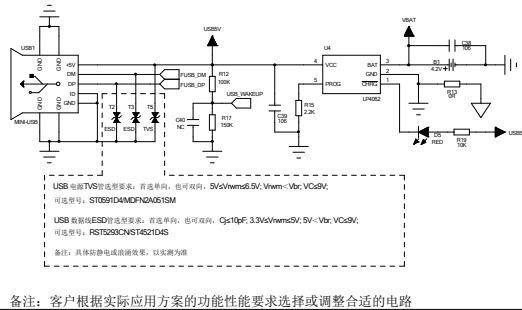 USB5V
VBAT
USB1
GND
GND
+5V
DM
DP
ID
GND
GND
GND
MINI-USB
FUSB_DM
FUSB_DP
T2
T3
T5
ESD
ESD
TVS
R12
100K
USB_WAKEUP
C40
NC
R17
150K
C39
106
U4
4
VCC
BAT
3
GND
2
5
PROG
CHRG
1
LP4062
R15
2.2K
C38
106
B1
4.2V
R13
0R
D5
RED
R19
10K
USB5V
USB 电源TVS管选型要求：首选单向，也可双向，5V≤Vrwm≤6.5V; Vrwm＜Vbr; VC≤9V;
可选型号：ST0591D4/MDFN2A051SM
USB 数据线ESD管选型要求：首选单向，也可双向，Cj≤10pF; 3.3V≤Vrwm≤5V; 5V＜Vbr; VC≤9V;
可选型号：RST5293CN/ST4521D4S
备注：具体防静电或浪涌效果，以实测为准
备注：客户根据实际应用方案的功能性能要求选择或调整合适的电路